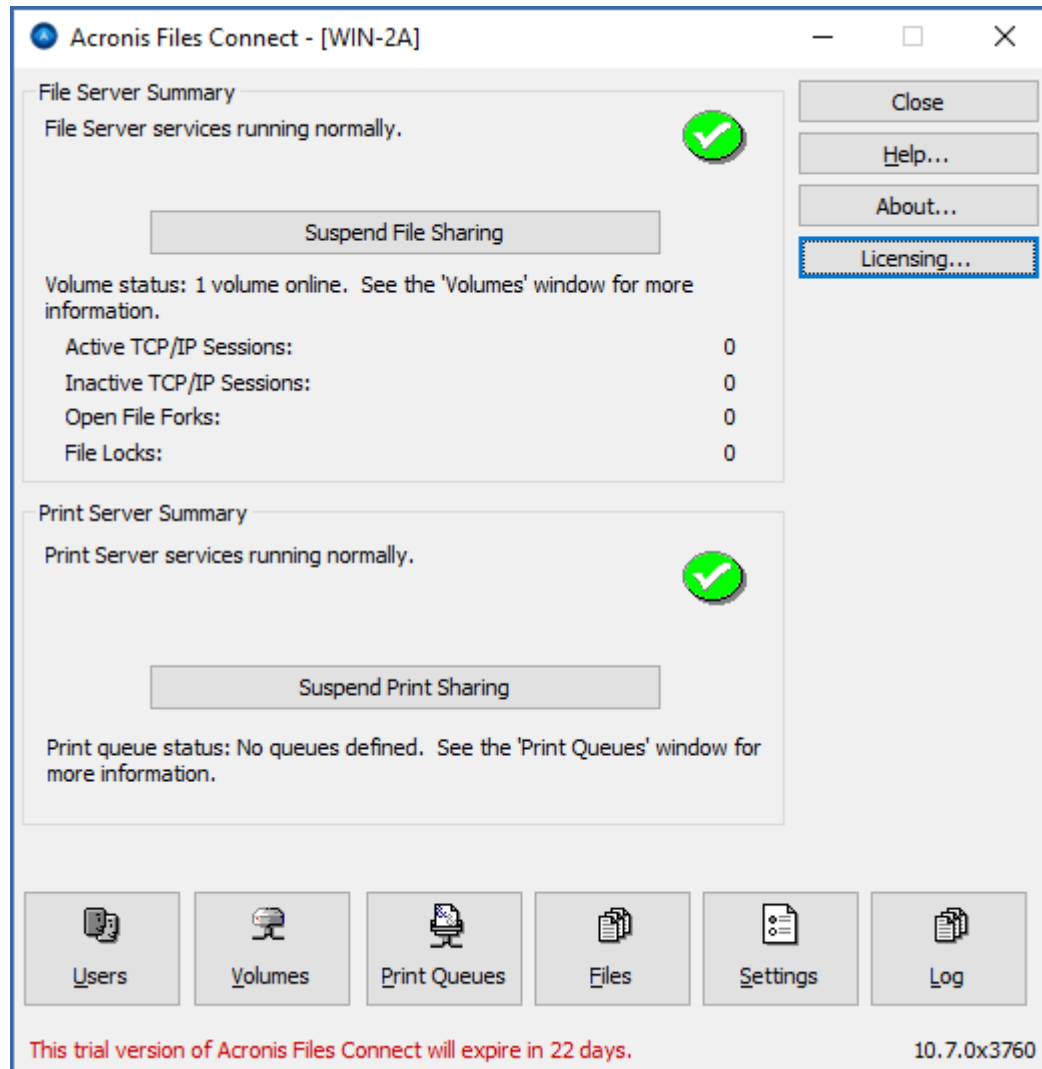 Acronis Files Connect - [WIN-2A]
File Server Summary
File Server services running normally.
Suspend File Sharing
Volume status: 1 volume online.  See the 'Volumes' window for more
information.
Active TCP/IP Sessions: 0
Inactive TCP/IP Sessions: 0
Open File Forks: 0
File Locks: 0
Close
Help...
About...
Licensing...
Print Server Summary
Print Server services running normally.
Suspend Print Sharing
Print queue status: No queues defined.  See the 'Print Queues' window for
more information.
Users
Volumes
Print Queues
Files
Settings
Log
This trial version of Acronis Files Connect will expire in 22 days.
10.7.0x3760